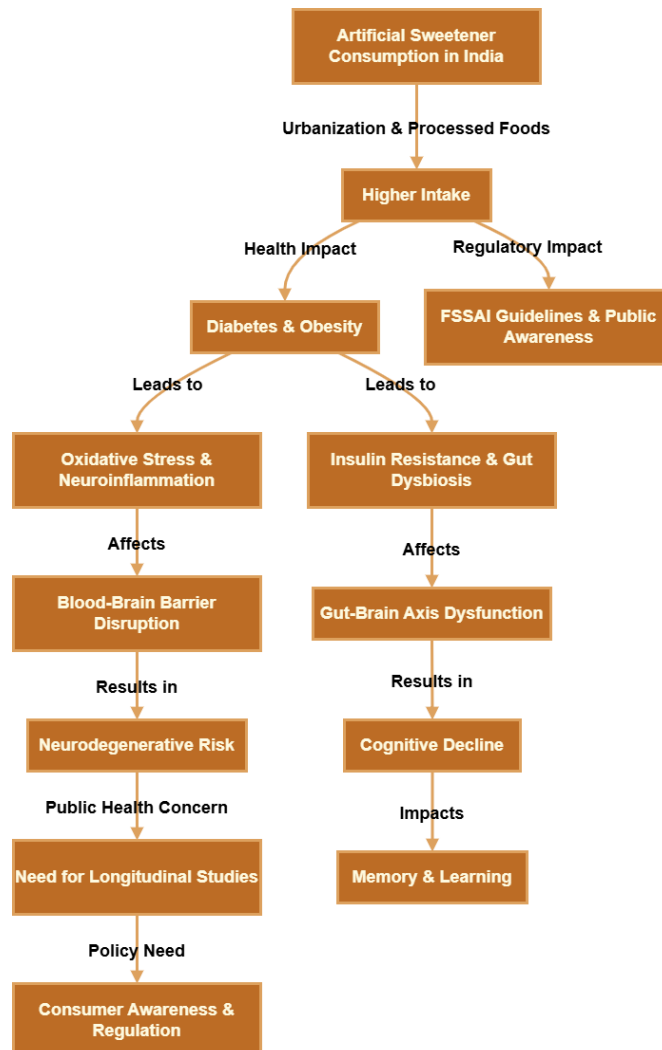 Artificial Sweetener
Consumption in India
Urbanization & Processed Foods
Higher Intake
Health Impact
Regulatory Impact
Diabetes & Obesity
FSSAI Guidelines & Public
Awareness
Leads to
Leads to
Oxidative Stress &
Neuroinflammation
Insulin Resistance & Gut
Dysbiosis
Affects
Affects
Blood-Brain Barrier
Disruption
Gut-Brain Axis Dysfunction
Results in
Results in
Neurodegenerative Risk
Cognitive Decline
Public Health Concern
Impacts
Need for Longitudinal Studies
Memory & Learning
Policy Need
Consumer Awareness &
Regulation